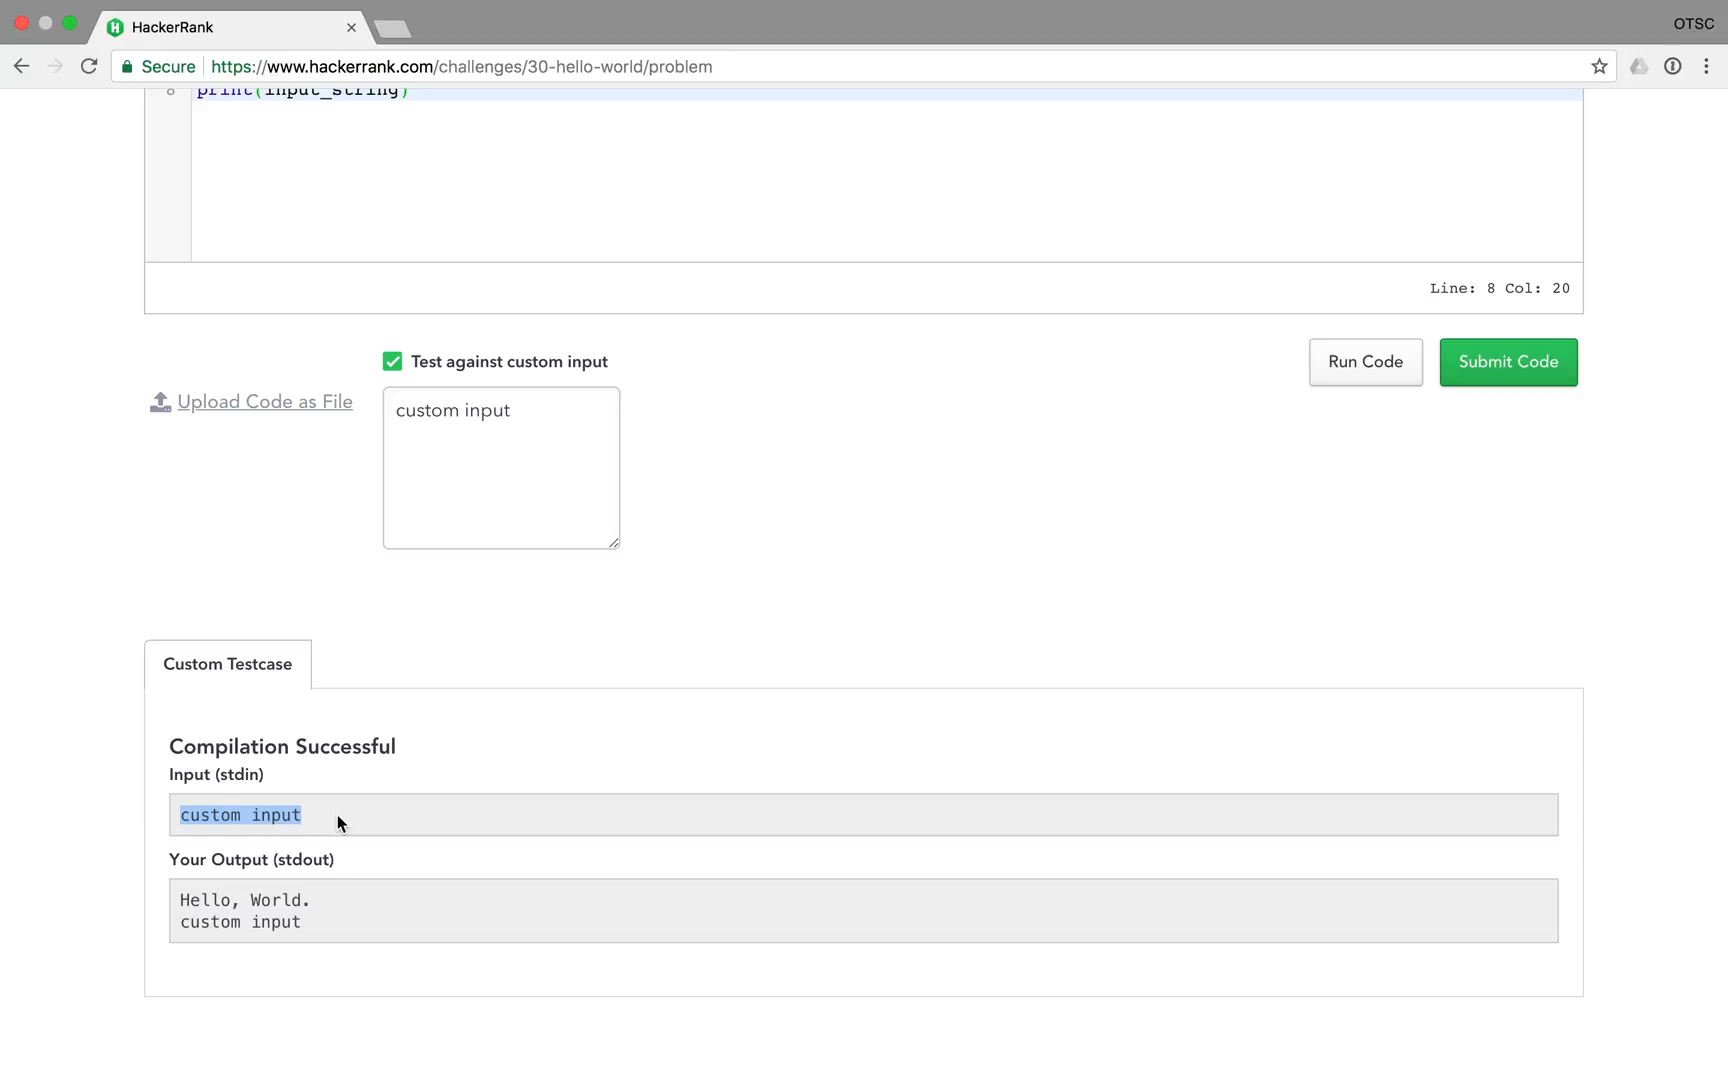 HackerRank
OTSC
Secure https://www.hackerrank.com/challenges/30-hello-world/problem
8 print(input_string)
Line: 8 Col: 20
Test against custom input
Run Code
Submit Code
Upload Code as File
custom input
Custom Testcase
Compilation Successful
Input (stdin)
custom input
Your Output (stdout)
Hello, World.
custom input